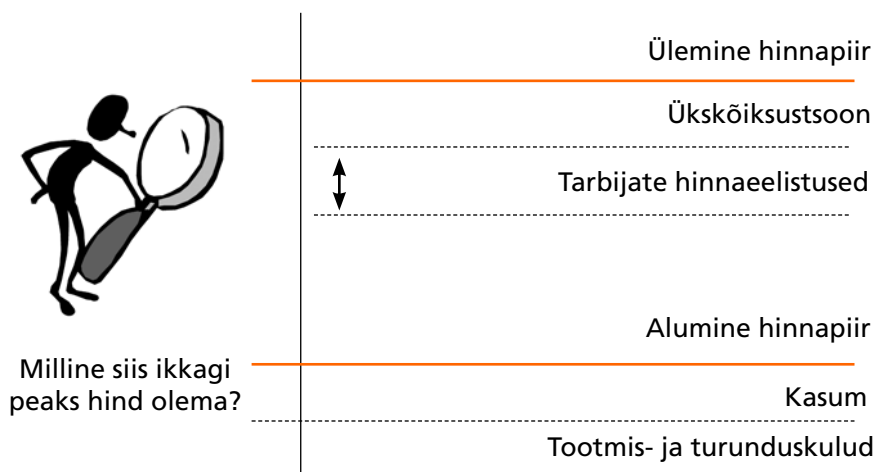 Ülemine hinnapiir
Ükskõiksustsoon
Tarbijate hinnaeelistused
Alumine hinnapiir
Milline siis ikkagi
peaks hind olema?
Kasum
Tootmis- ja turunduskulud